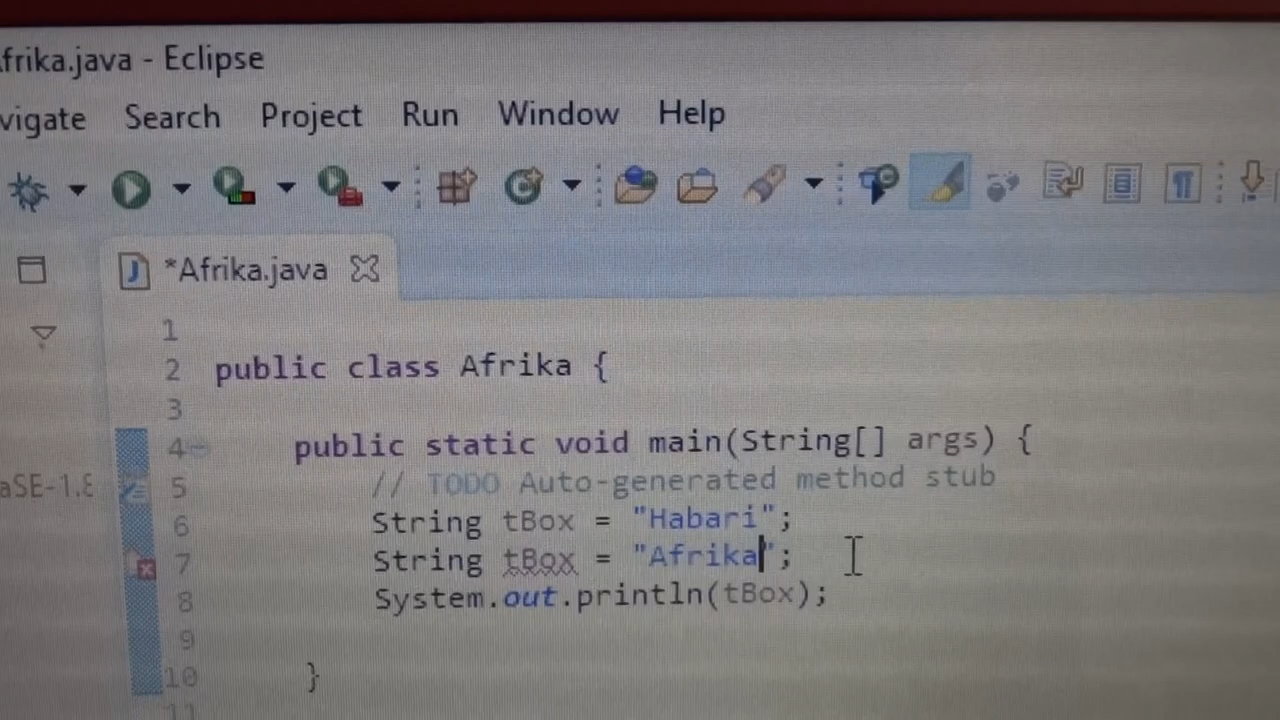 frika.java - Eclipse
vigate Search Project Run Window Help
*Afrika.java
1
2 public class Afrika {
3
4 public static void main(String[] args) {
aSE-1.8
5 // TODO Auto-generated method stub
6 String tBox = "Habari";
7 String tBox = "Afrika";
8 System.out.println(tBox);
9
10 }
11